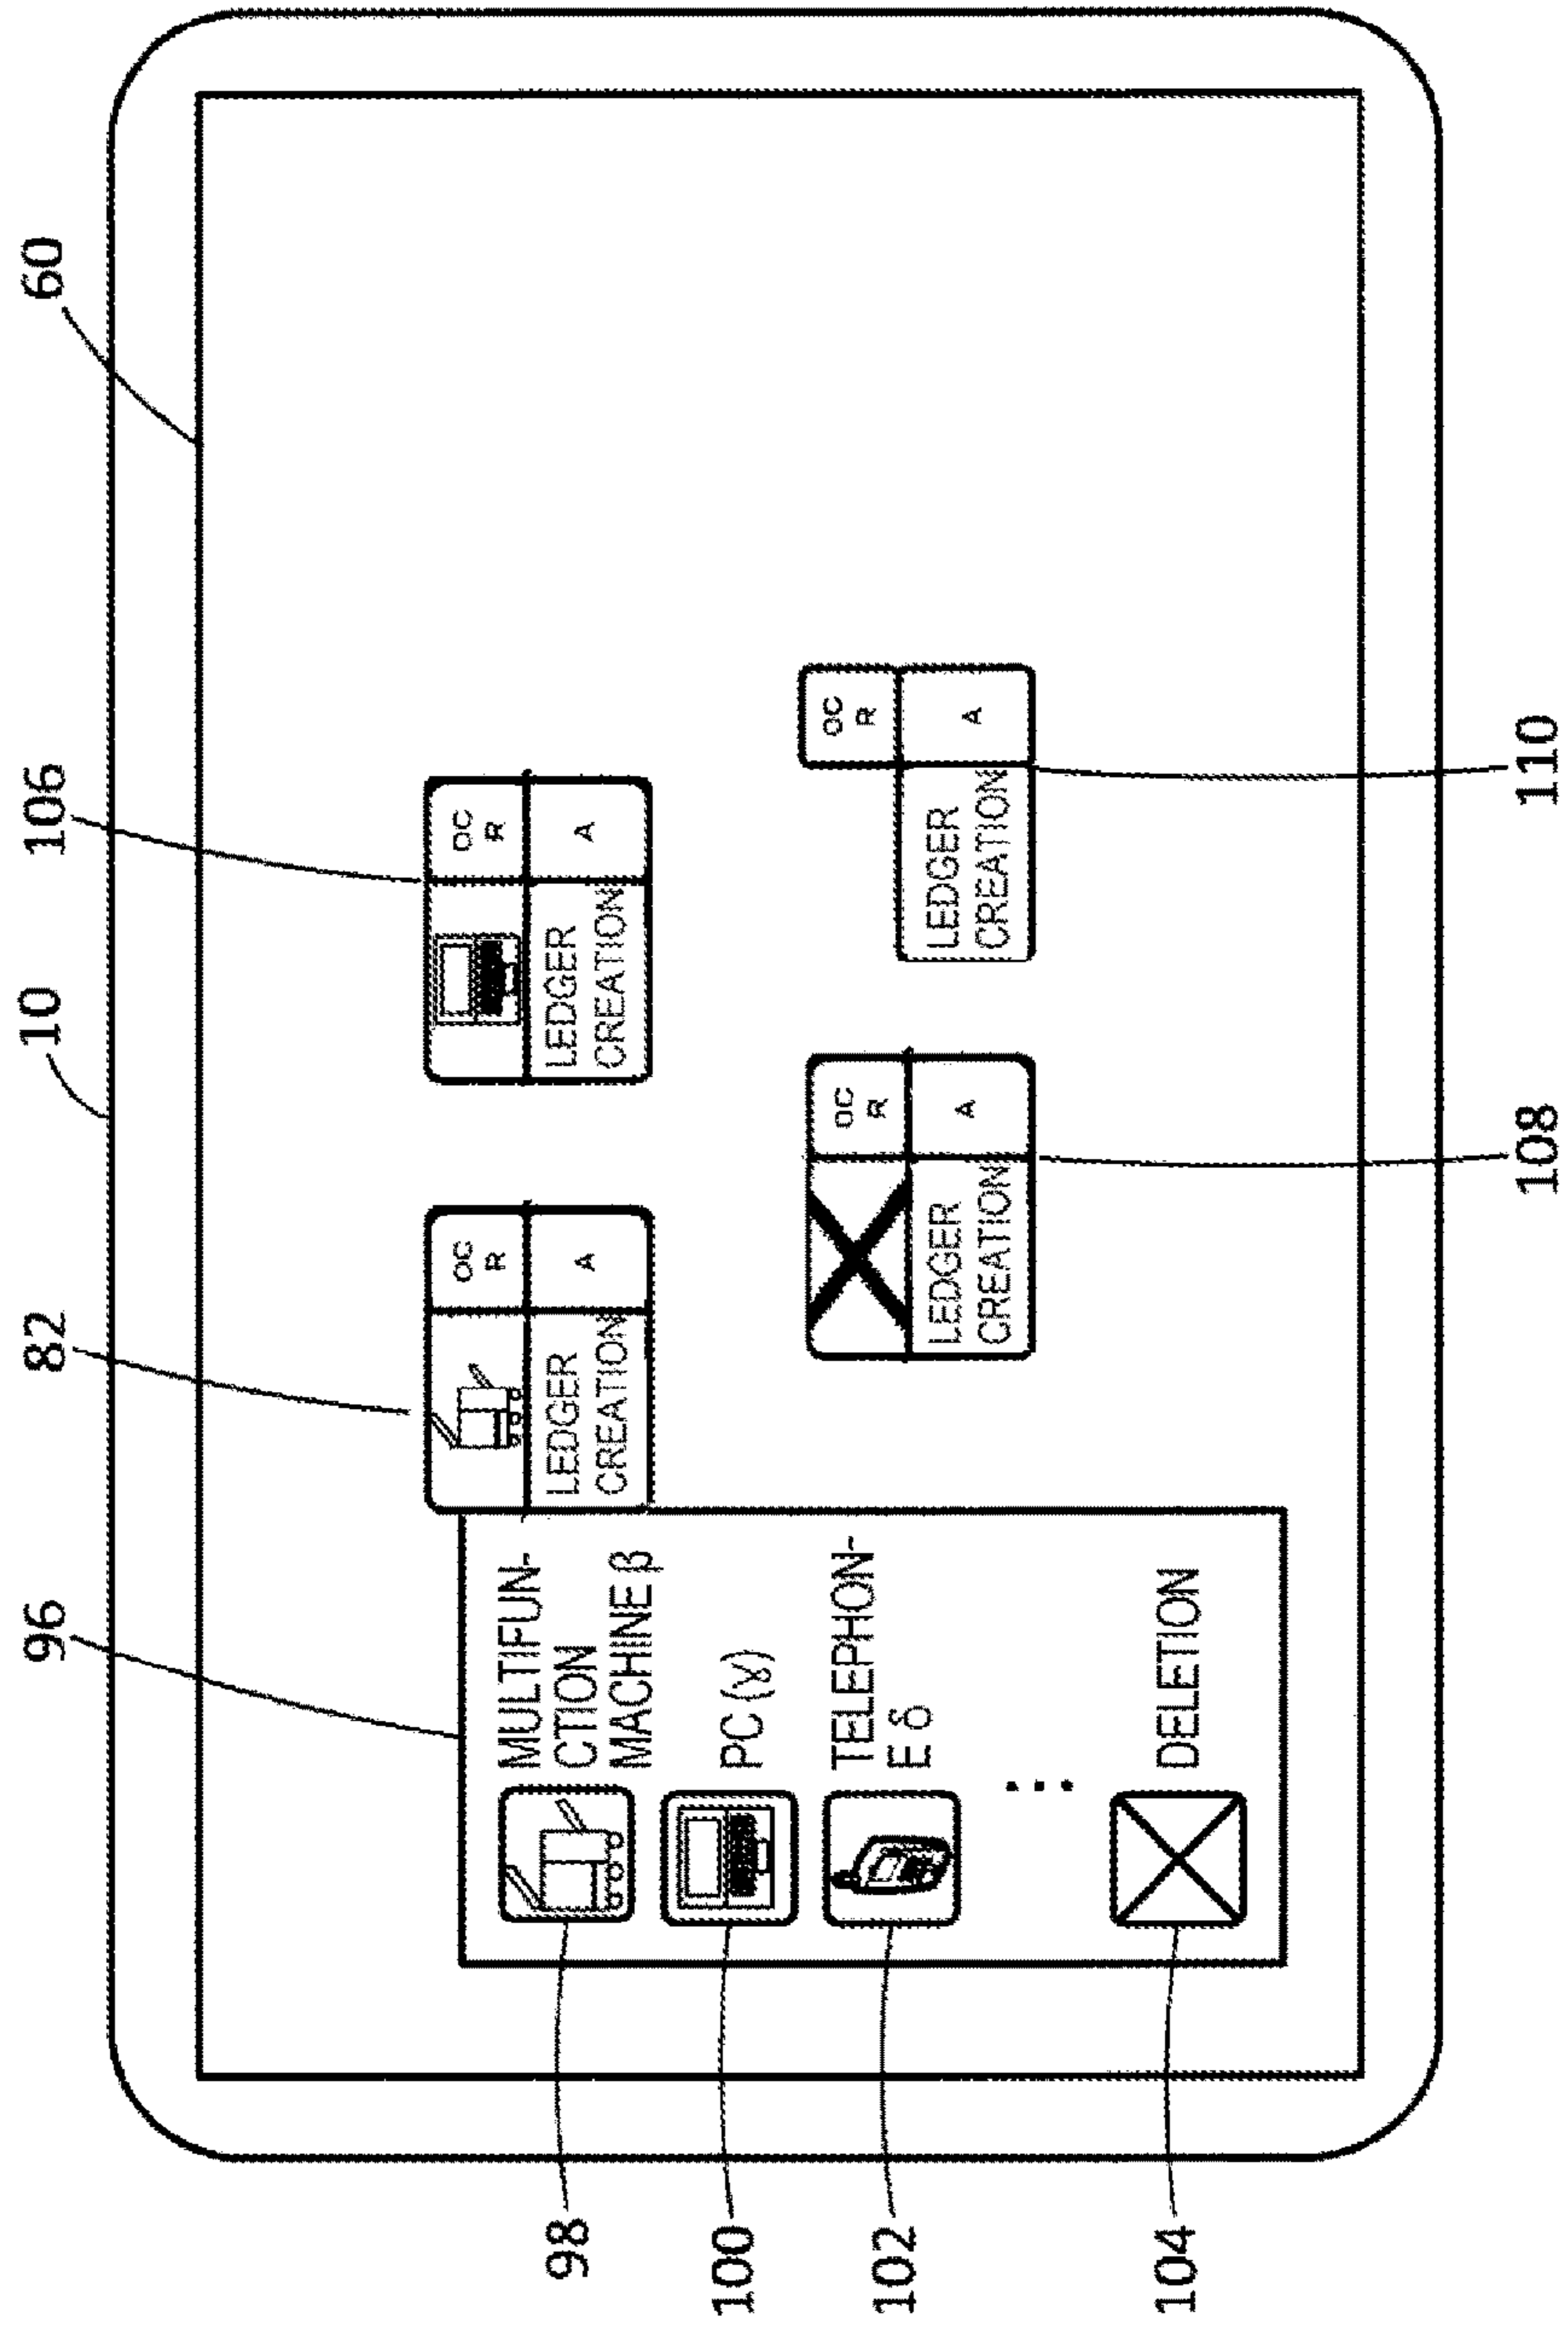 10
60
96
82
106
MULTIFUN-
CTION
MACHINE β
PC (γ)
TELEPHON-
E δ
...
DELETION
OC
R
LEDGER
CREATION
A
OC
R
LEDGER
CREATION
A
OC
R
LEDGER
CREATION
A
OC
R
LEDGER
CREATION
A
98
100
102
104
108
110